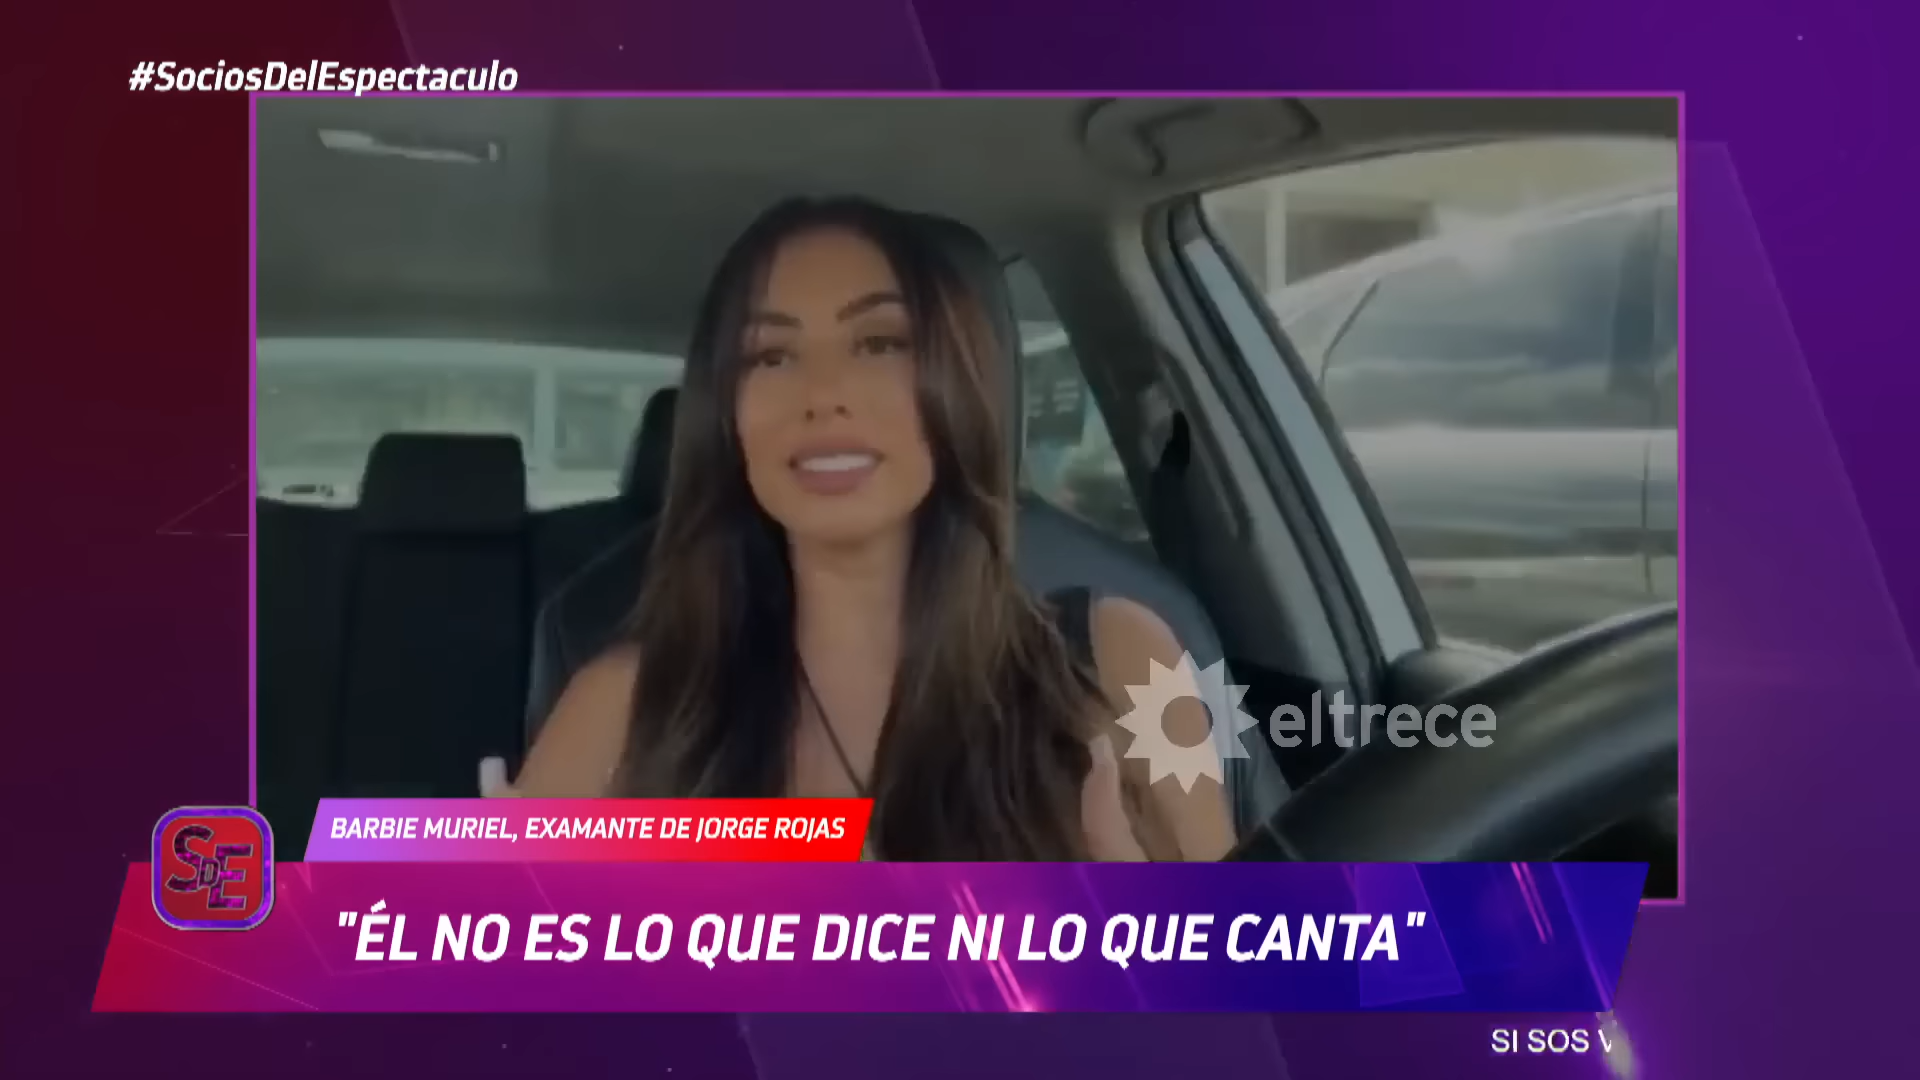 #SociosDelEspectaculo
eltrece
BARBIE MURIEL, EXAMANTE DE JORGE ROJAS
SDE
"ÉL NO ES LO QUE DICE NI LO QUE CANTA"
SI SOS